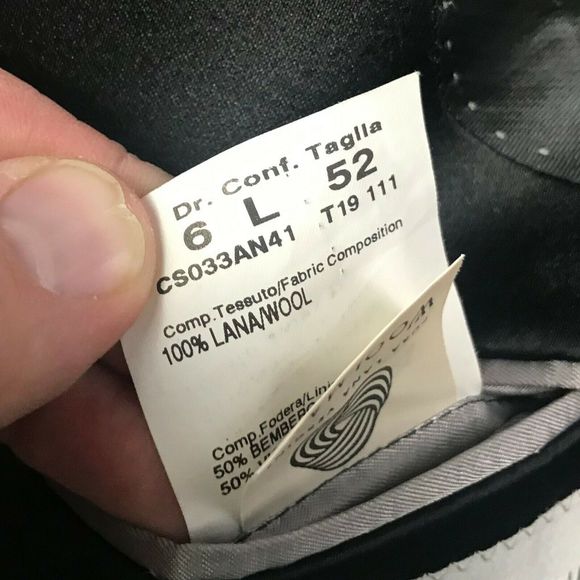 Dr. Conf. Taglia
6 L 52
CS033AN41 T19 111
Comp.Tessuto/Fabric Composition
100% LANA/WOOL
Comp Fodera/Lini
50% BEMBERG
50%